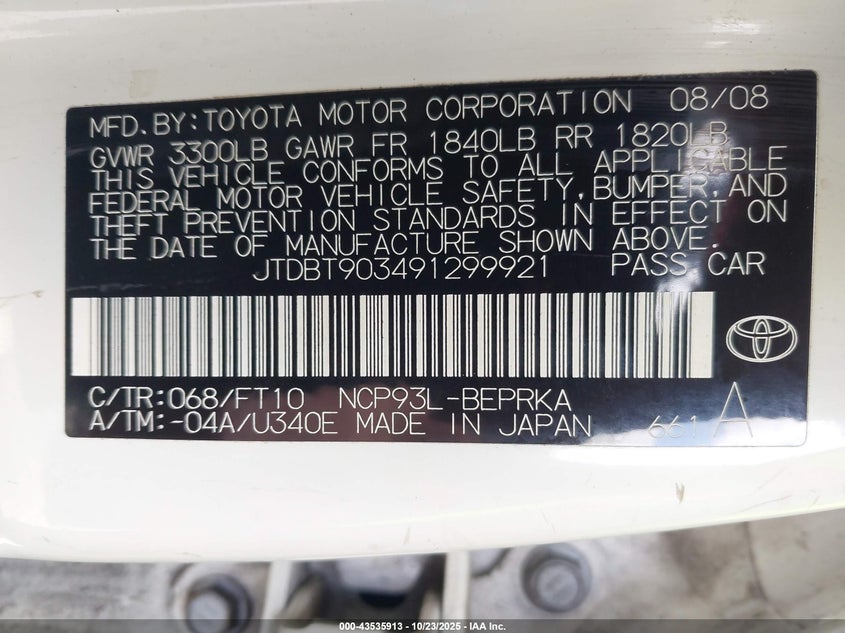 MFD.BY:TOYOTA MOTOR CORPORATION 08/08
GVWR 3300LB GAWR FR 1840LB RR 1820LB
THIS VEHICLE CONFORMS TO ALL APPLICABLE
FEDERAL MOTOR VEHICLE SAFETY,BUMPER,AND
THEFT PREVENTION STANDARDS IN EFFECT ON
THE DATE OF MANUFACTURE SHOWN ABOVE.
JTDBT903491299921 PASS CAR
C/TR:068/FT10 NCP93L-BEPRKA
A/TM:-04A/U340E MADE IN JAPAN 661 A
000-43535913 - 10/23/2025 - IAA Inc.